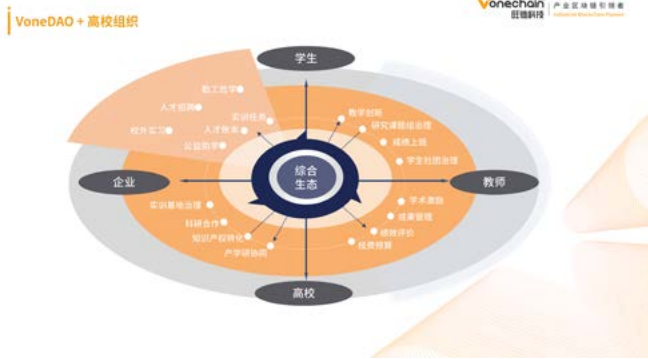 VoneDAO + 高校组织
Vonechain
旺链科技
产业区块链引领者
学生
勤工俭学
人才招聘
实训任务
校外实习
人才账本
公益助学
教学创新
研究课题组治理
成绩上链
学生社团治理
综合
生态
企业
教师
实训基地治理
科研合作
知识产权转化
产学研协同
学术激励
成果管理
绩效评价
经费预算
高校